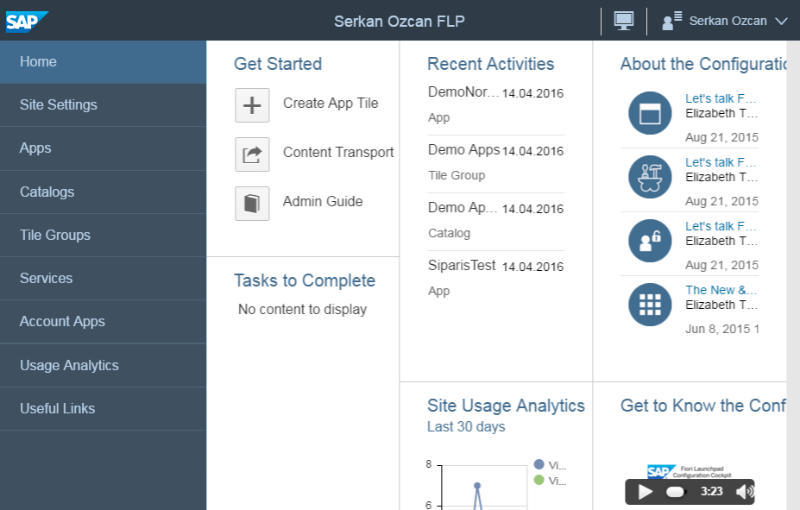 SAP
Serkan Ozcan FLP
Serkan Ozcan
Home
Site Settings
Apps
Catalogs
Tile Groups
Services
Account Apps
Usage Analytics
Useful Links
Get Started
Create App Tile
Content Transport
Admin Guide
Tasks to Complete
No content to display
Recent Activities
DemoNor... 14.04.2016
App
Demo Apps 14.04.2016
Tile Group
Demo Ap... 14.04.2016
Catalog
SiparisTest 14.04.2016
App
Site Usage Analytics
Last 30 days
8
6
Vi...
Vi...
About the Configuratio
Let's talk F...
Elizabeth T...
Aug 21, 2015
Let's talk F...
Elizabeth T...
Aug 21, 2015
Let's talk F...
Elizabeth T...
Aug 21, 2015
The New &...
Elizabeth T...
Jun 8, 2015 1
Get to Know the Conf
SAP Fiori Launchpad
Configuration Cockpit
3:23